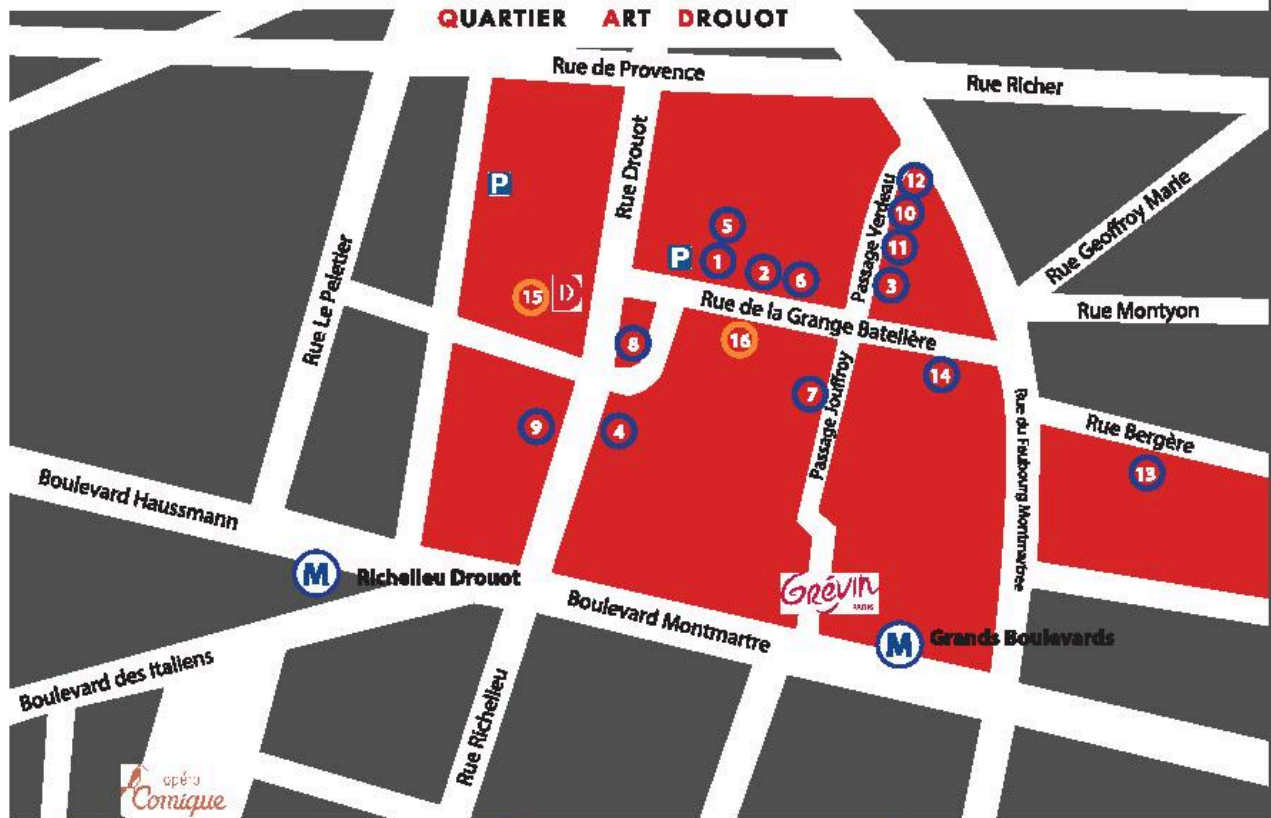 QUARTIER ART DROUOT
Rue de Provence
Rue Richer
Rue Drouot
Passage Verdeau
12
P
10
Rue Geoffroy Marie
5
11
Rue Le Peletier
P
1
2
6
3
15
D
Rue de la Grange Batelière
Rue Montyon
8
16
14
7
Passage Jouffroy
9
4
Rue Bergère
13
Rue du Faubourg Montmartree
Boulevard Haussmann
M
Richelieu Drouot
GRÉVIN
PARIS
Boulevard Montmartre
M
Grands Boulevards
Boulevard des Italiens
Rue Richelieu
opéra
Comique